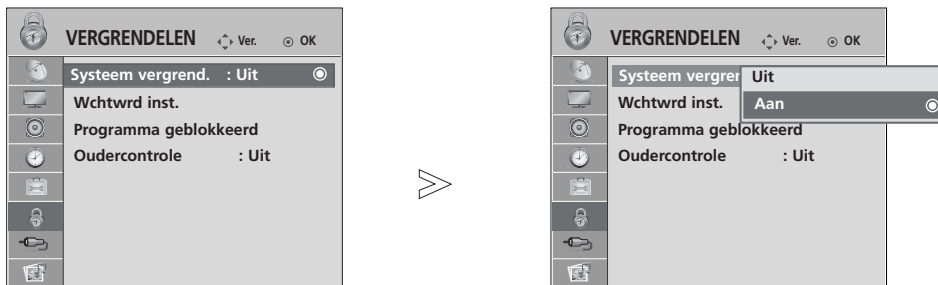 VERGRENDELEN Ver. OK
Systeem vergrend. : Uit
Wchtwrd inst.
Programma geblokkeerd
Oudercontrole : Uit
VERGRENDELEN Ver. OK
Systeem vergren
Uit
Wchtwrd inst.
Aan
Programma geblokkeerd
Oudercontrole : Uit